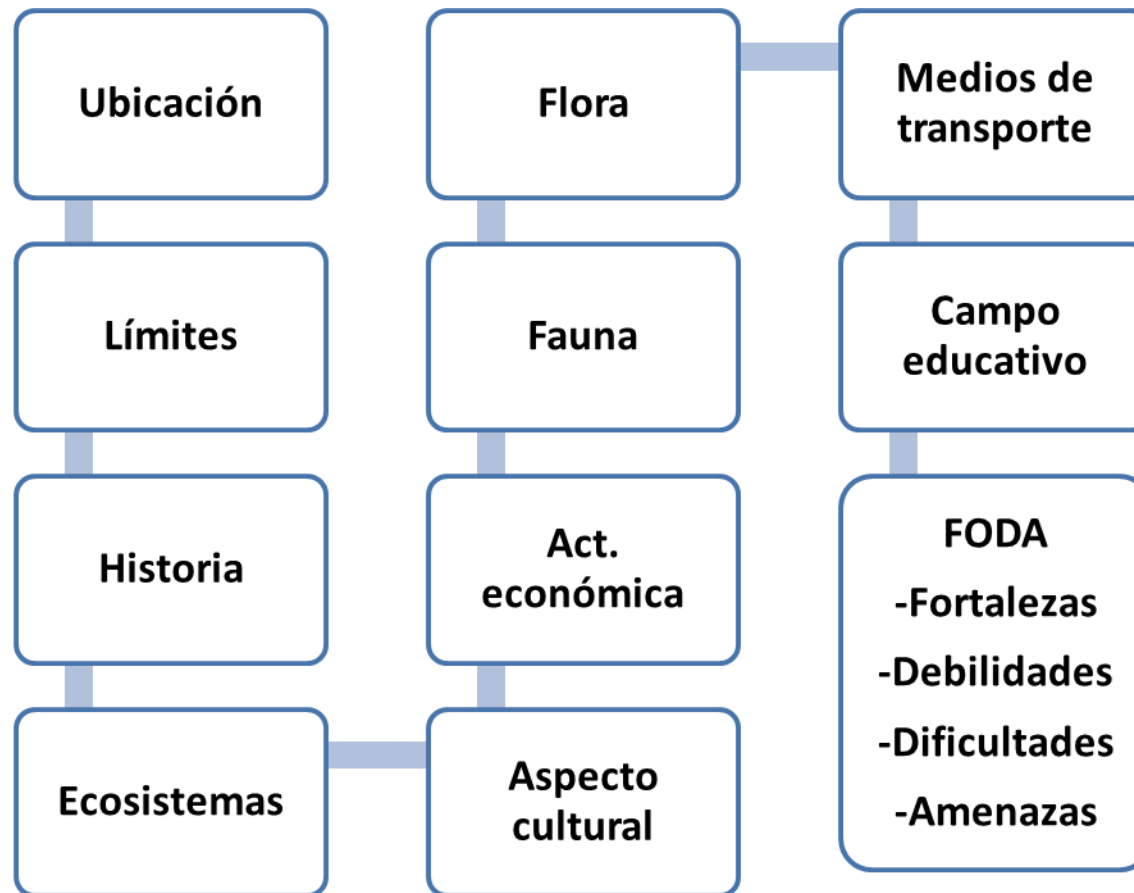 Ubicación
Límites
Historia
Ecosistemas
Aspecto
cultural
Act.
económica
Fauna
Flora
Medios de
transporte
Campo
educativo
FODA
-Fortalezas
-Debilidades
-Dificultades
-Amenazas